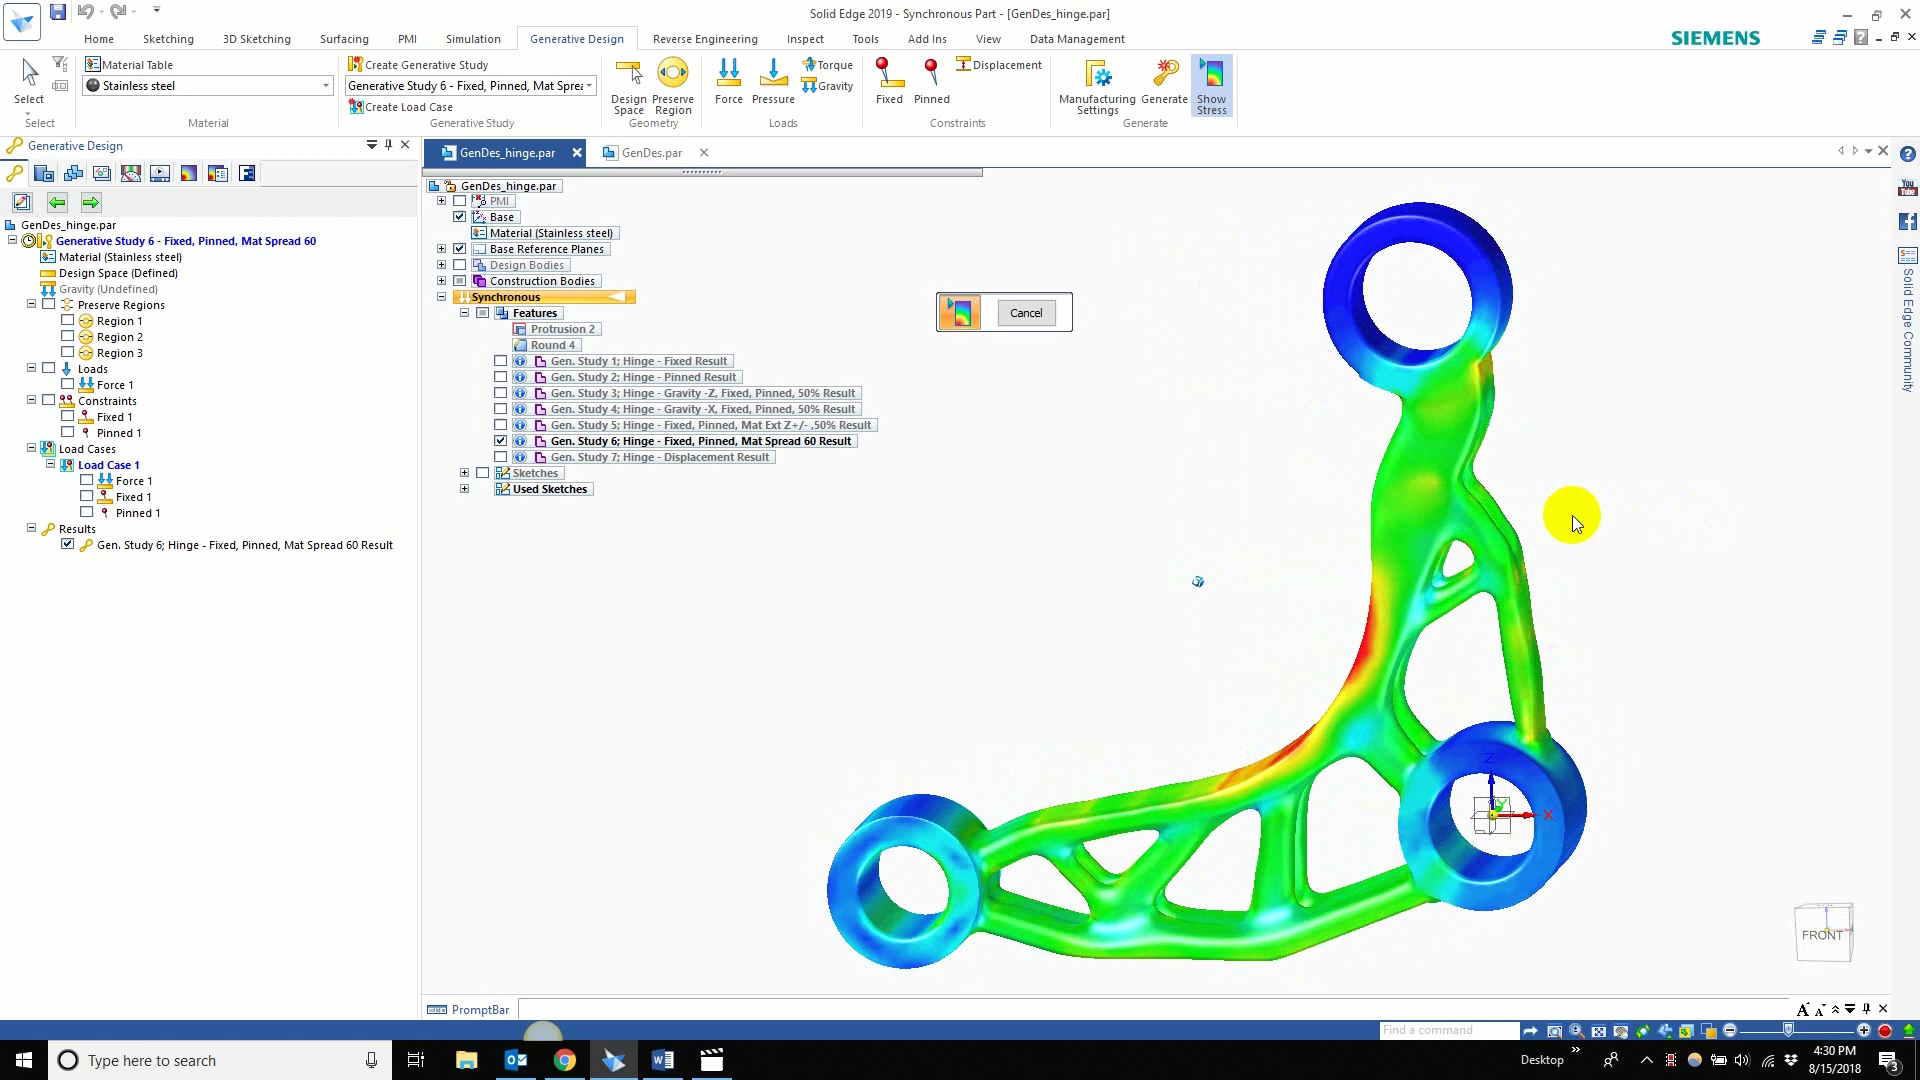 Solid Edge 2019 - Synchronous Part - [GenDes_hinge.par]
Home Sketching 3D Sketching Surfacing PMI Simulation Generative Design Reverse Engineering Inspect Tools Add Ins View Data Management
SIEMENS
Select
Select
Material Table
Stainless steel
Material
Create Generative Study
Generative Study 6 - Fixed, Pinned, Mat Sprea
Create Load Case
Generative Study
Design Space
Preserve Region
Geometry
Force
Pressure
Torque
Gravity
Loads
Fixed
Pinned
Displacement
Constraints
Manufacturing Settings
Generate
Show Stress
Generate
Generative Design
GenDes_hinge.par
Generative Study 6 - Fixed, Pinned, Mat Spread 60
Material (Stainless steel)
Design Space (Defined)
Gravity (Undefined)
Preserve Regions
Region 1
Region 2
Region 3
Loads
Force 1
Constraints
Fixed 1
Pinned 1
Load Cases
Load Case 1
Force 1
Fixed 1
Pinned 1
Results
Gen. Study 6; Hinge - Fixed, Pinned, Mat Spread 60 Result
GenDes_hinge.par
GenDes.par
GenDes_hinge.par
PMI
Base
Material (Stainless steel)
Base Reference Planes
Design Bodies
Construction Bodies
Synchronous
Features
Protrusion 2
Round 4
Gen. Study 1; Hinge - Fixed Result
Gen. Study 2; Hinge - Pinned Result
Gen. Study 3; Hinge - Gravity -Z, Fixed, Pinned, 50% Result
Gen. Study 4; Hinge - Gravity -X, Fixed, Pinned, 50% Result
Gen. Study 5; Hinge - Fixed, Pinned, Mat Ext Z+/- ,50% Result
Gen. Study 6; Hinge - Fixed, Pinned, Mat Spread 60 Result
Gen. Study 7; Hinge - Displacement Result
Sketches
Used Sketches
Cancel
Z
Y
X
FRONT
You
Tube
Solid Edge Community
PromptBar
Find a command
Type here to search
Desktop
4:30 PM
8/15/2018
3